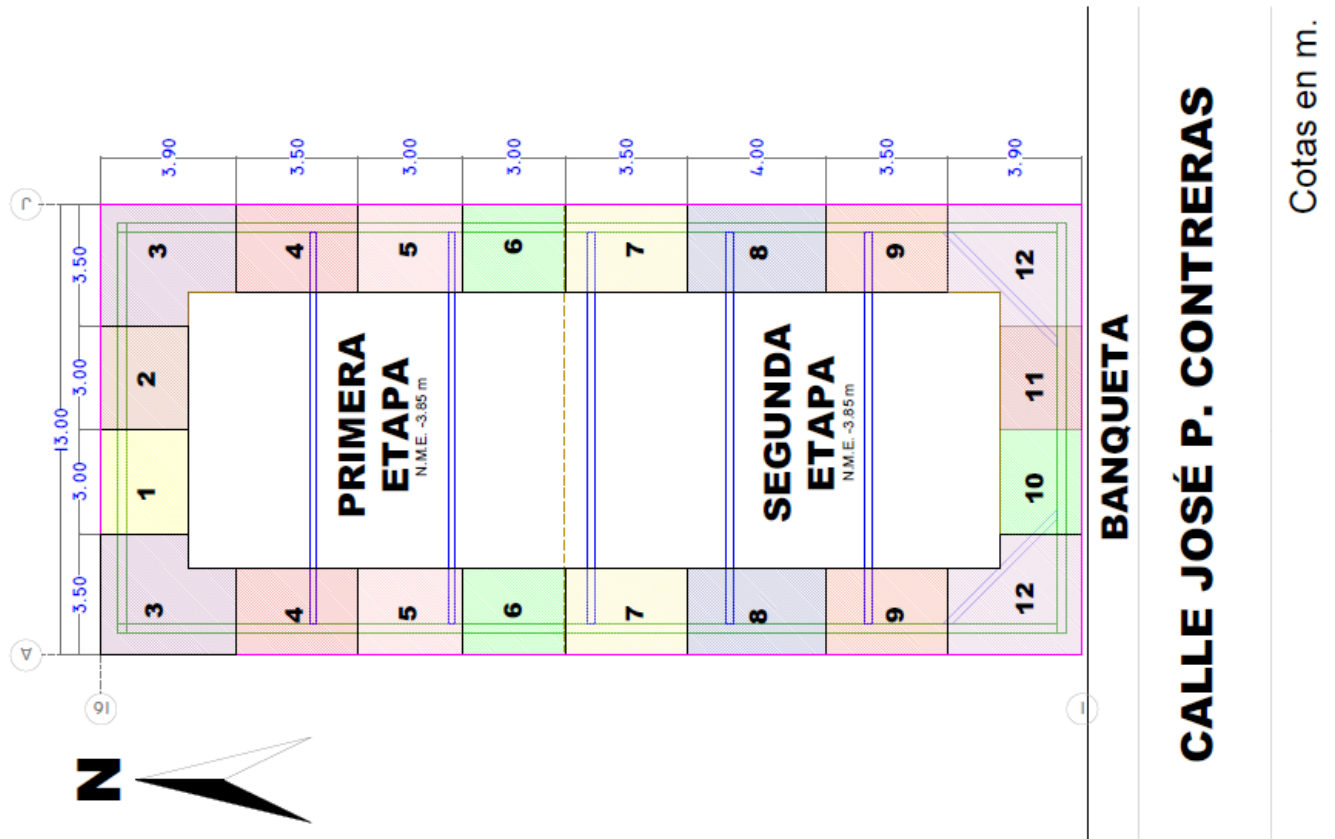 N
16
A
J
1
13.00
3.50
3.00
3.00
3.50
3.90
3.50
3.00
3.00
3.50
4.00
3.50
3.90
3
2
1
3
4
5
6
7
8
9
12
4
5
6
7
8
9
12
11
10
PRIMERA
ETAPA
N.M.E. -3.85 m
SEGUNDA
ETAPA
N.M.E. -3.85 m
BANQUETA
CALLE JOSÉ P. CONTRERAS
Cotas en m.